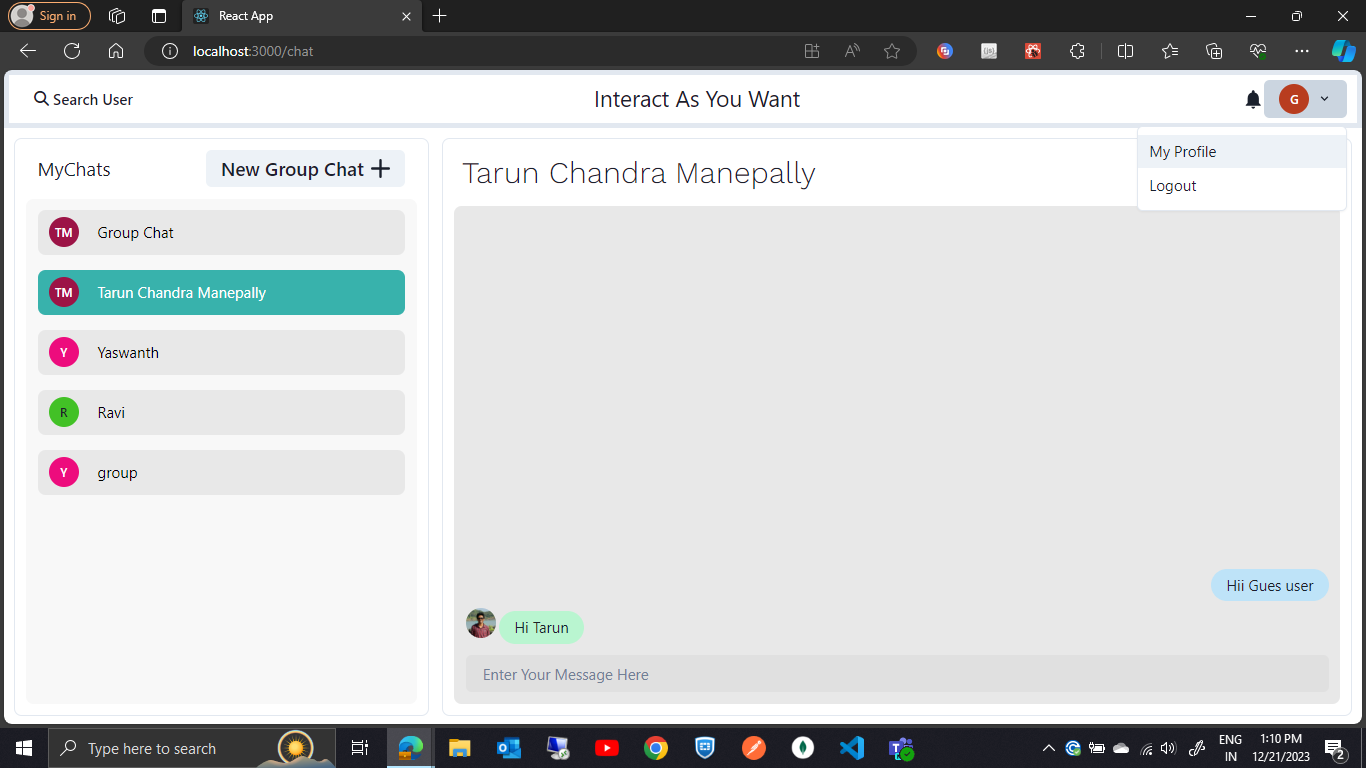 Sign in
React App
localhost:3000/chat
Search User
Interact As You Want
G
My Profile
Logout
MyChats
New Group Chat
TM Group Chat
TM Tarun Chandra Manepally
Y Yaswanth
R Ravi
Y group
Tarun Chandra Manepally
Hii Gues user
Hi Tarun
Enter Your Message Here
Type here to search
ENG
IN
1:10 PM
12/21/2023
2